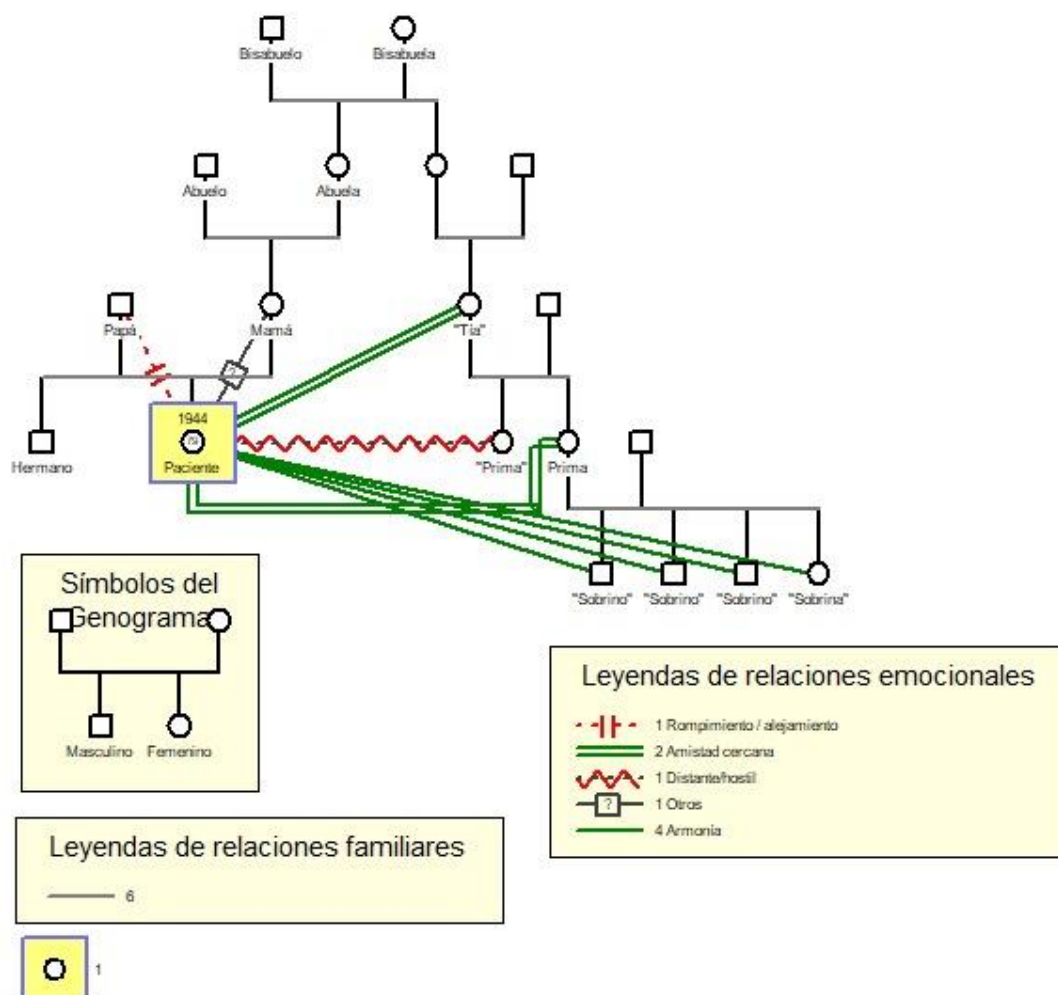 Bisabuelo Bisabuela
Abuelo Abuela
Papá Mamá "Tía"
1944
Hermano Paciente "Prima" Prima
"Sobrino" "Sobrino" "Sobrino" "Sobrina"
Símbolos del
Genograma
Masculino Femenino
Leyendas de relaciones emocionales
1 Rompimiento / alejamiento
2 Amistad cercana
1 Distante/hostil
? 1 Otros
4 Armonía
Leyendas de relaciones familiares
6
1